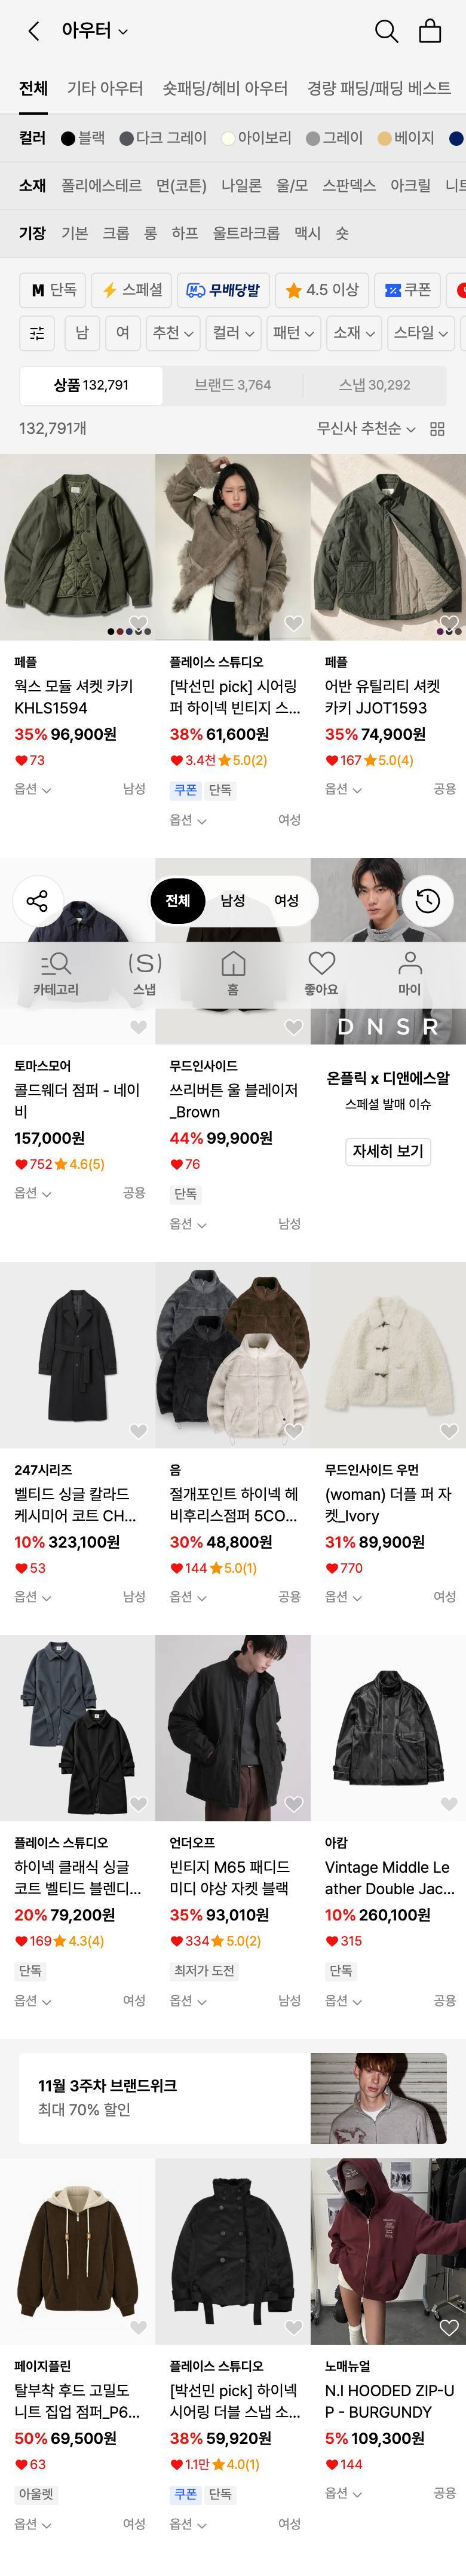 아우터
전체 기타 아우터 숏패딩/헤비 아우터 경량 패딩/패딩 베스트
컬러 블랙 다크 그레이 아이보리 그레이 베이지
소재 폴리에스테르 면(코튼) 나일론 울/모 스판덱스 아크릴 니트
기장 기본 크롭 롱 하프 울트라크롭 맥시 숏
M 단독 스페셜 무배당발 4.5 이상 쿠폰
남 여 추천 컬러 패턴 소재 스타일
상품 132,791 브랜드 3,764 스냅 30,292
132,791개 무신사 추천순
페플
웍스 모듈 셔켓 카키
KHLS1594
35% 96,900원
73
옵션 남성
플레이스 스튜디오
[박선민 pick] 시어링
퍼 하이넥 빈티지 스...
38% 61,600원
3.4천 5.0(2)
쿠폰 단독
옵션 여성
페플
어반 유틸리티 셔켓
카키 JJOT1593
35% 74,900원
167 5.0(4)
옵션 공용
전체 남성 여성
카테고리 스냅 홈 좋아요 마이
(S)
DNSR
토마스모어
콜드웨더 점퍼 - 네이
비
157,000원
752 4.6(5)
옵션 공용
무드인사이드
쓰리버튼 울 블레이저
_Brown
44% 99,900원
76
단독
옵션 남성
온플릭 x 디앤에스알
스페셜 발매 이슈
자세히 보기
247시리즈
벨티드 싱글 칼라드
케시미어 코트 CH...
10% 323,100원
53
옵션 남성
음
절개포인트 하이넥 헤
비후리스점퍼 5CO...
30% 48,800원
144 5.0(1)
옵션 공용
무드인사이드 우먼
(woman) 더플 퍼 자
켓_Ivory
31% 89,900원
770
옵션 여성
플레이스 스튜디오
하이넥 클래식 싱글
코트 벨티드 블렌디...
20% 79,200원
169 4.3(4)
단독
옵션 여성
언더오프
빈티지 M65 패디드
미디 야상 자켓 블랙
35% 93,010원
334 5.0(2)
최저가 도전
옵션 남성
아캄
Vintage Middle Le
ather Double Jac...
10% 260,100원
315
단독
옵션 공용
11월 3주차 브랜드위크
최대 70% 할인
페이지플린
탈부착 후드 고밀도
니트 집업 점퍼_P6...
50% 69,500원
63
아울렛
옵션 여성
플레이스 스튜디오
[박선민 pick] 하이넥
시어링 더블 스냅 소...
38% 59,920원
1.1만 4.0(1)
쿠폰 단독
옵션 여성
노매뉴얼
N.I HOODED ZIP-U
P - BURGUNDY
5% 109,300원
144
옵션 공용